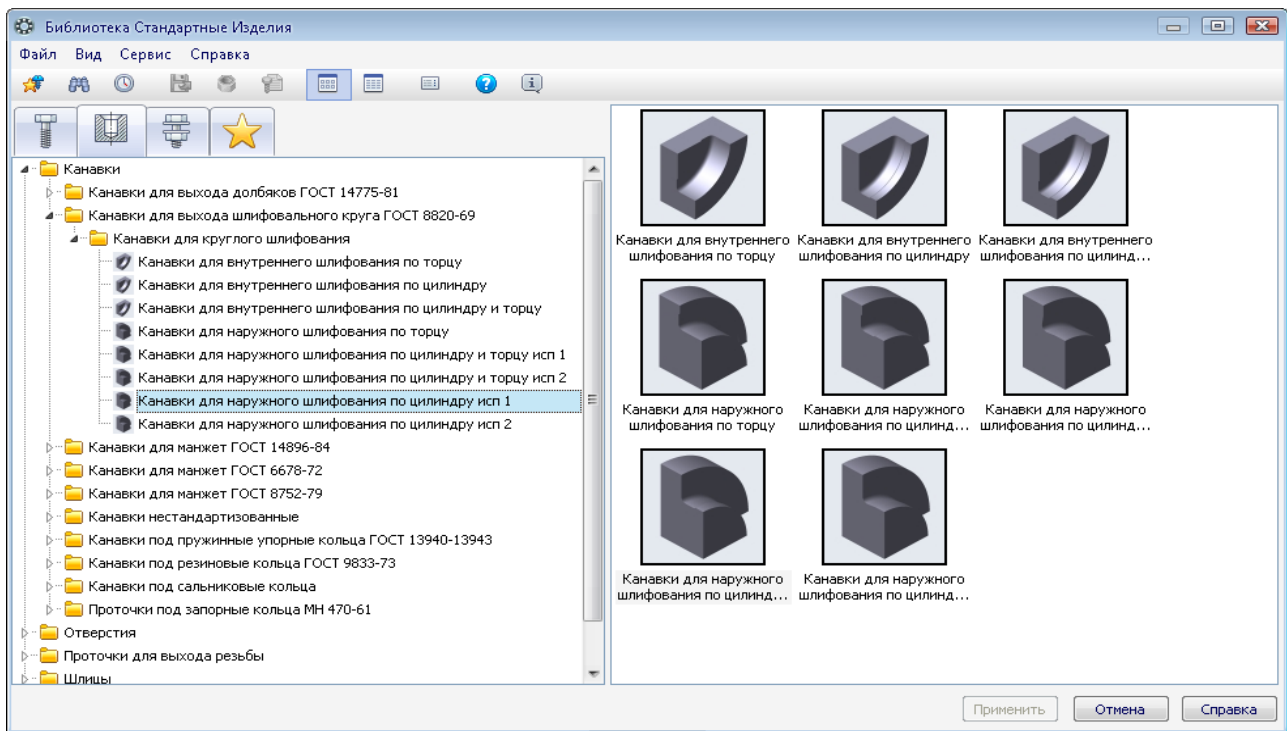 Библиотека Стандартные Изделия
Файл Вид Сервис Справка
Канавки
Канавки для выхода долбяков ГОСТ 14775-81
Канавки для выхода шлифовального круга ГОСТ 8820-69
Канавки для круглого шлифования
Канавки для внутреннего шлифования по торцу
Канавки для внутреннего шлифования по цилиндру
Канавки для внутреннего шлифования по цилиндру и торцу
Канавки для наружного шлифования по торцу
Канавки для наружного шлифования по цилиндру и торцу исп 1
Канавки для наружного шлифования по цилиндру и торцу исп 2
Канавки для наружного шлифования по цилиндру исп 1
Канавки для наружного шлифования по цилиндру исп 2
Канавки для манжет ГОСТ 14896-84
Канавки для манжет ГОСТ 6678-72
Канавки для манжет ГОСТ 8752-79
Канавки нестандартизованные
Канавки под пружинные упорные кольца ГОСТ 13940-13943
Канавки под резиновые кольца ГОСТ 9833-73
Канавки под сальниковые кольца
Проточки под запорные кольца МН 470-61
Отверстия
Проточки для выхода резьбы
Шлицы
Канавки для внутреннего
шлифования по торцу
Канавки для внутреннего
шлифования по цилиндру
Канавки для внутреннего
шлифования по цилинд...
Канавки для наружного
шлифования по торцу
Канавки для наружного
шлифования по цилинд...
Канавки для наружного
шлифования по цилинд...
Канавки для наружного
шлифования по цилинд...
Канавки для наружного
шлифования по цилинд...
Применить Отмена Справка